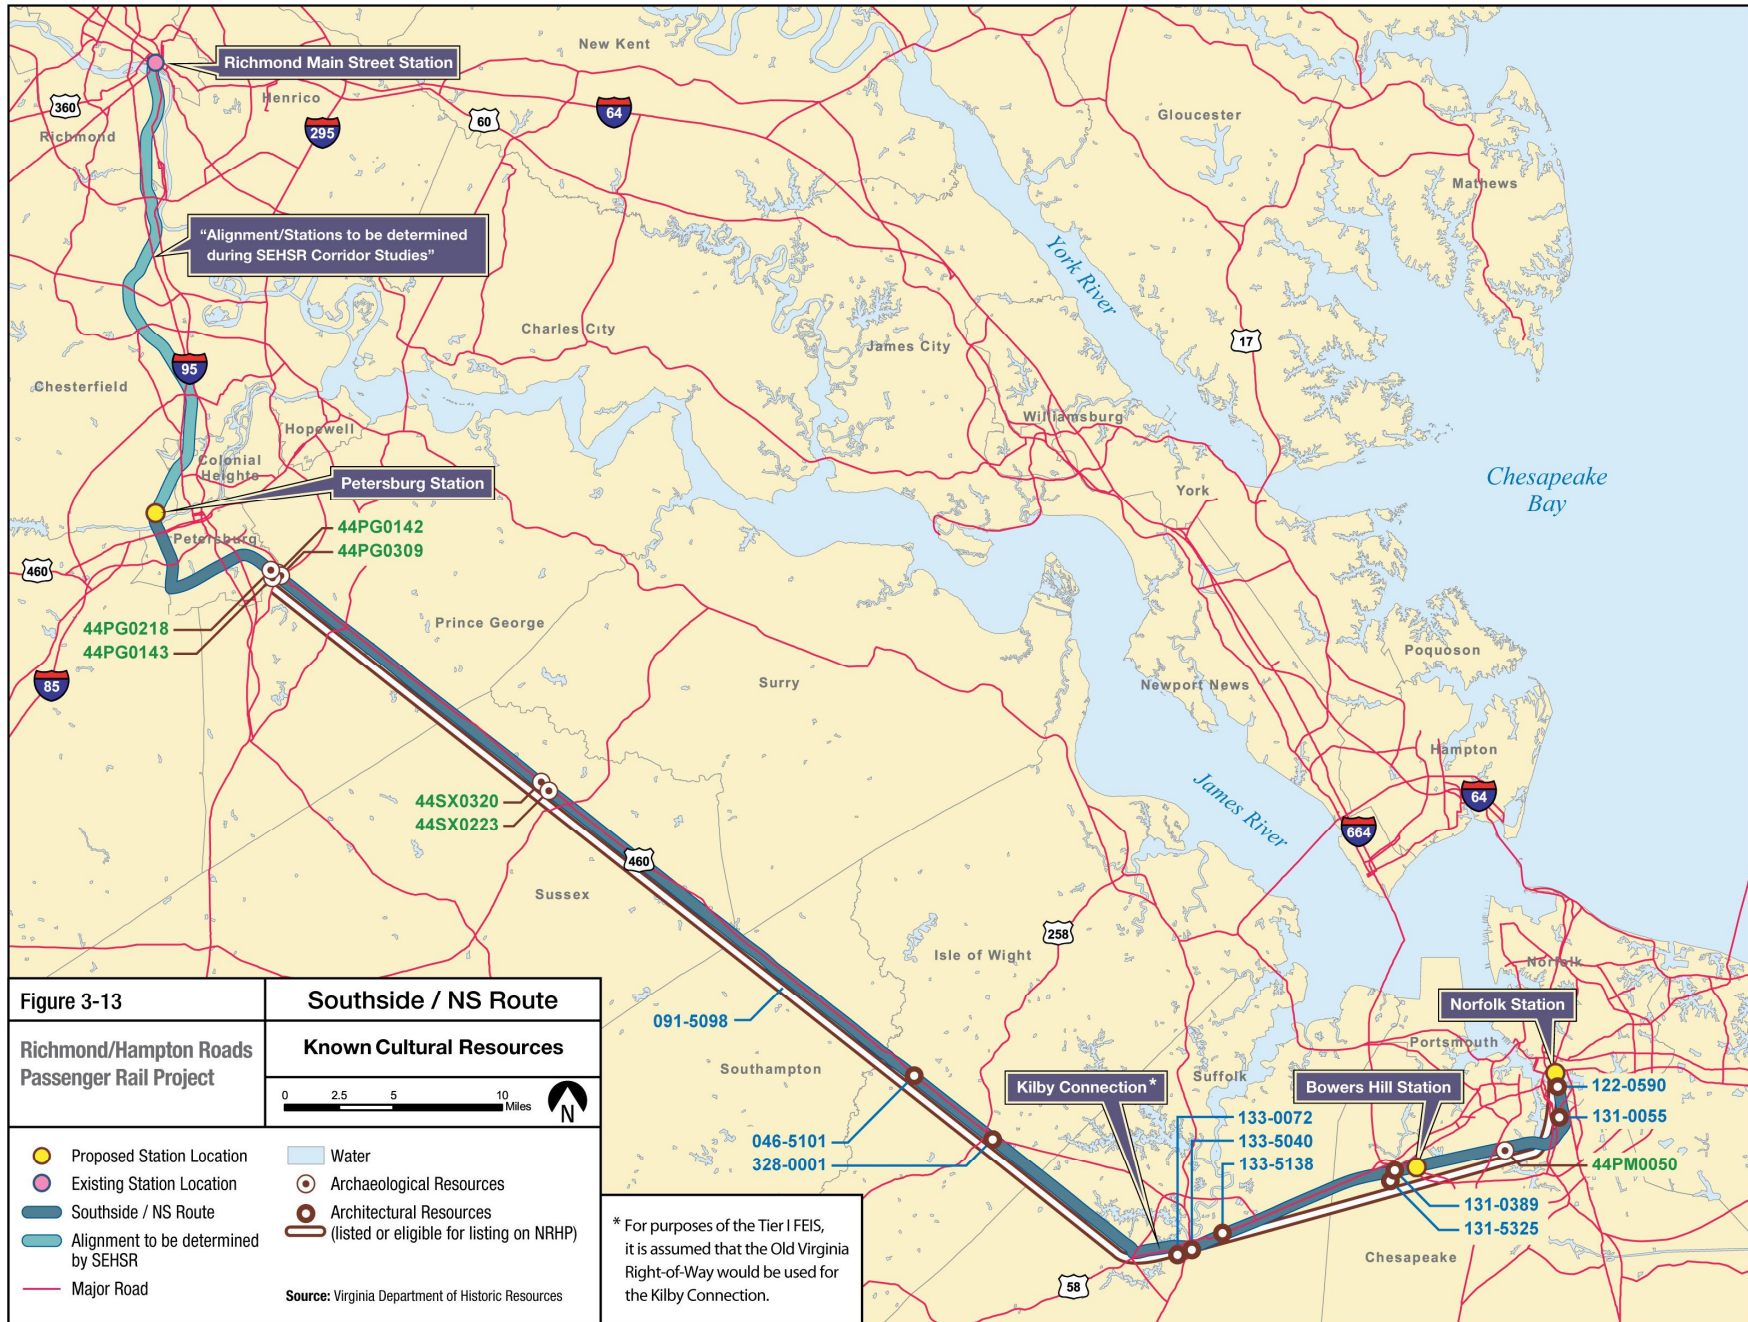 New Kent
Richmond Main Street Station
Henrico
360
295
60
64
Gloucester
Richmond
Mathews
"Alignment/Stations to be determined
during SEHSR Corridor Studies"
York River
Charles City
James City
17
95
Chesterfield
Williamsburg
Hopewell
Colonial
Heights
Petersburg Station
York
Chesapeake
Bay
44PG0142
Petersburg
44PG0309
460
44PG0218
Prince George
44PG0143
Poquoson
85
Surry
Newport News
Hampton
44SX0320
44SX0223
James River
64
664
460
Sussex
258
Isle of Wight
Norfolk
091-5098
Norfolk Station
Portsmouth
Southampton
Kilby Connection*
Suffolk
Bowers Hill Station
122-0590
133-0072
131-0055
046-5101
133-5040
328-0001
133-5138
44PM0050
131-0389
131-5325
Chesapeake
58
Figure 3-13
Southside / NS Route
Richmond/Hampton Roads
Passenger Rail Project
Known Cultural Resources
0 2.5 5 10
Miles
N
Proposed Station Location
Existing Station Location
Southside / NS Route
Alignment to be determined
by SEHSR
Major Road
Water
Archaeological Resources
Architectural Resources
(listed or eligible for listing on NRHP)
Source: Virginia Department of Historic Resources
* For purposes of the Tier I FEIS,
it is assumed that the Old Virginia
Right-of-Way would be used for
the Kilby Connection.